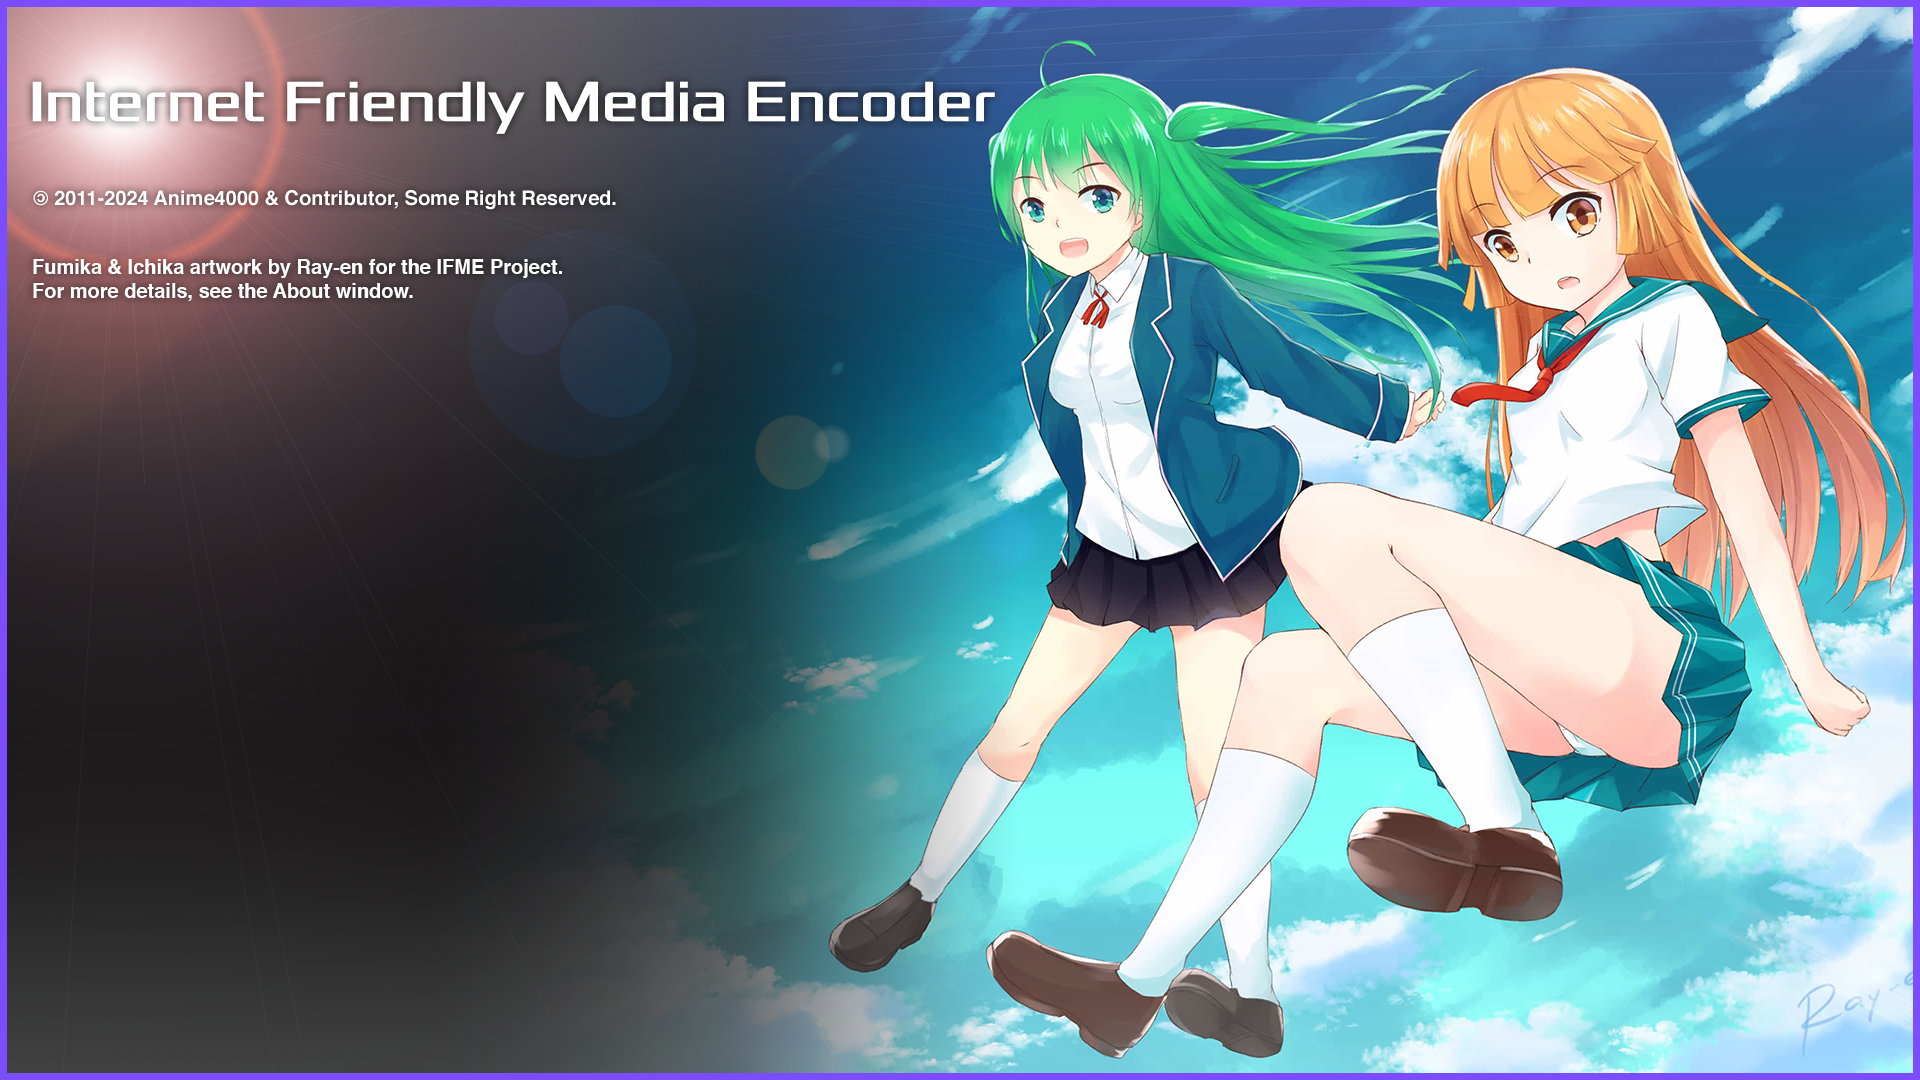 Internet Friendly Media Encoder
🄯 2011-2024 Anime4000 & Contributor, Some Right Reserved.
Fumika & Ichika artwork by Ray-en for the IFME Project.
For more details, see the About window.
Ray-e